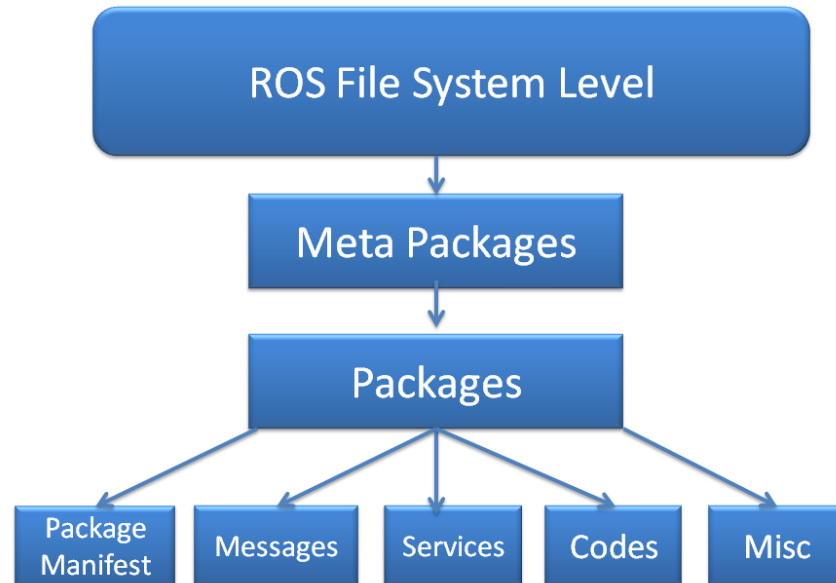 ROS File System Level
Meta Packages
Packages
Package
Manifest
Messages
Services
Codes
Misc